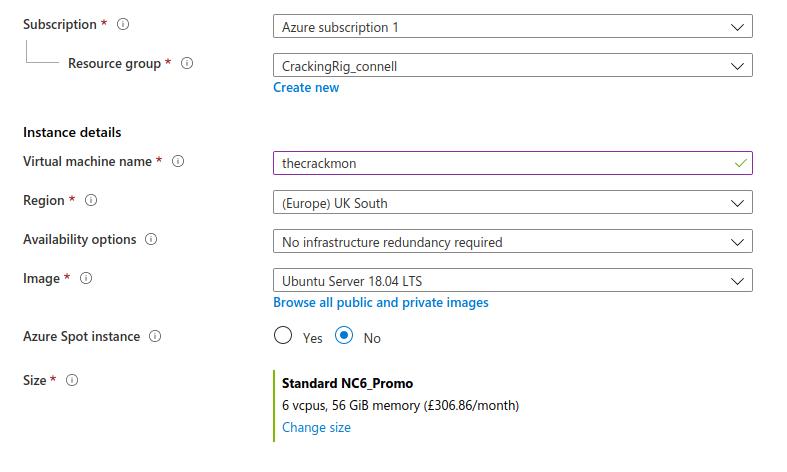 Subscription *
Azure subscription 1
Resource group *
CrackingRig_connell
Create new
Instance details
Virtual machine name *
thecrackmon
Region *
(Europe) UK South
Availability options
No infrastructure redundancy required
Image *
Ubuntu Server 18.04 LTS
Browse all public and private images
Azure Spot instance
Yes No
Size *
Standard NC6_Promo
6 vcpus, 56 GiB memory (£306.86/month)
Change size